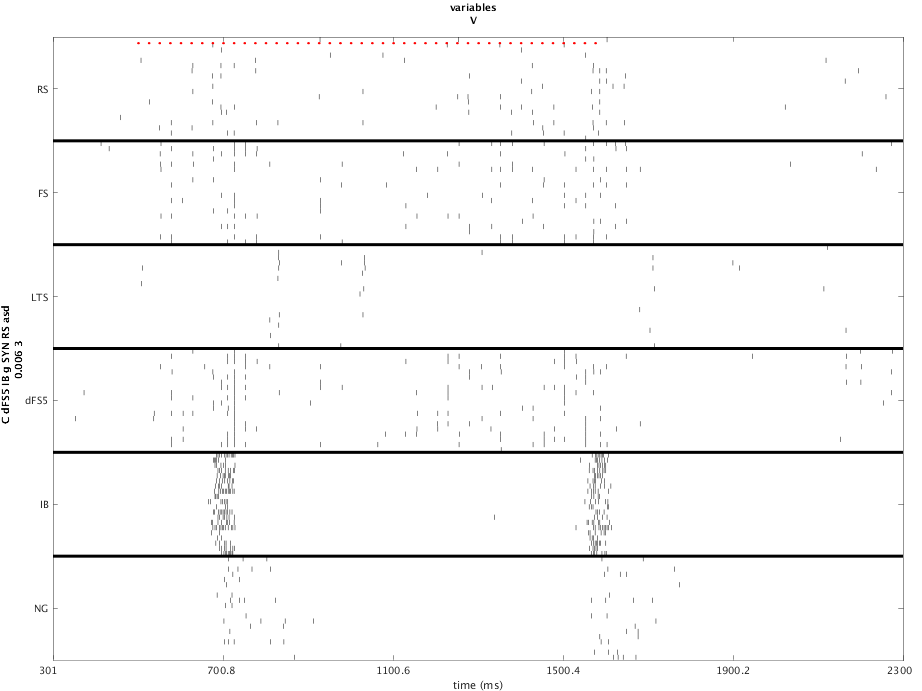 variables
V
RS
FS
LTS
dFS5
IB
NG
C dFS5 IB g SYN RS asd
0.006 3
301
700.8
1100.6
1500.4
1900.2
2300
time (ms)